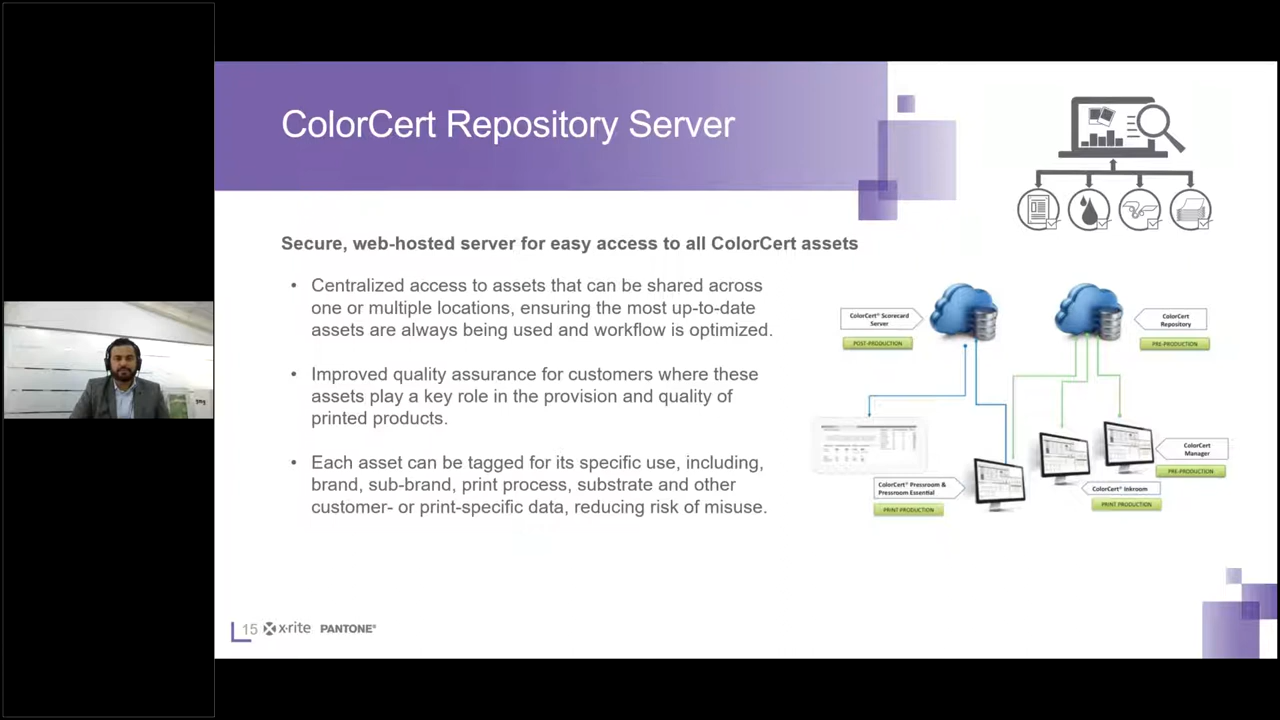 ColorCert Repository Server
Secure, web-hosted server for easy access to all ColorCert assets
• Centralized access to assets that can be shared across
one or multiple locations, ensuring the most up-to-date
assets are always being used and workflow is optimized.
• Improved quality assurance for customers where these
assets play a key role in the provision and quality of
printed products.
• Each asset can be tagged for its specific use, including,
brand, sub-brand, print process, substrate and other
customer- or print-specific data, reducing risk of misuse.
ColorCert® Scorecard
Server
POST-PRODUCTION
ColorCert
Repository
PRE-PRODUCTION
ColorCert
Manager
PRE-PRODUCTION
ColorCert® Pressroom &
Pressroom Essential
PRINT PRODUCTION
ColorCert® Inkroom
PRINT PRODUCTION
15 x·rite PANTONE®